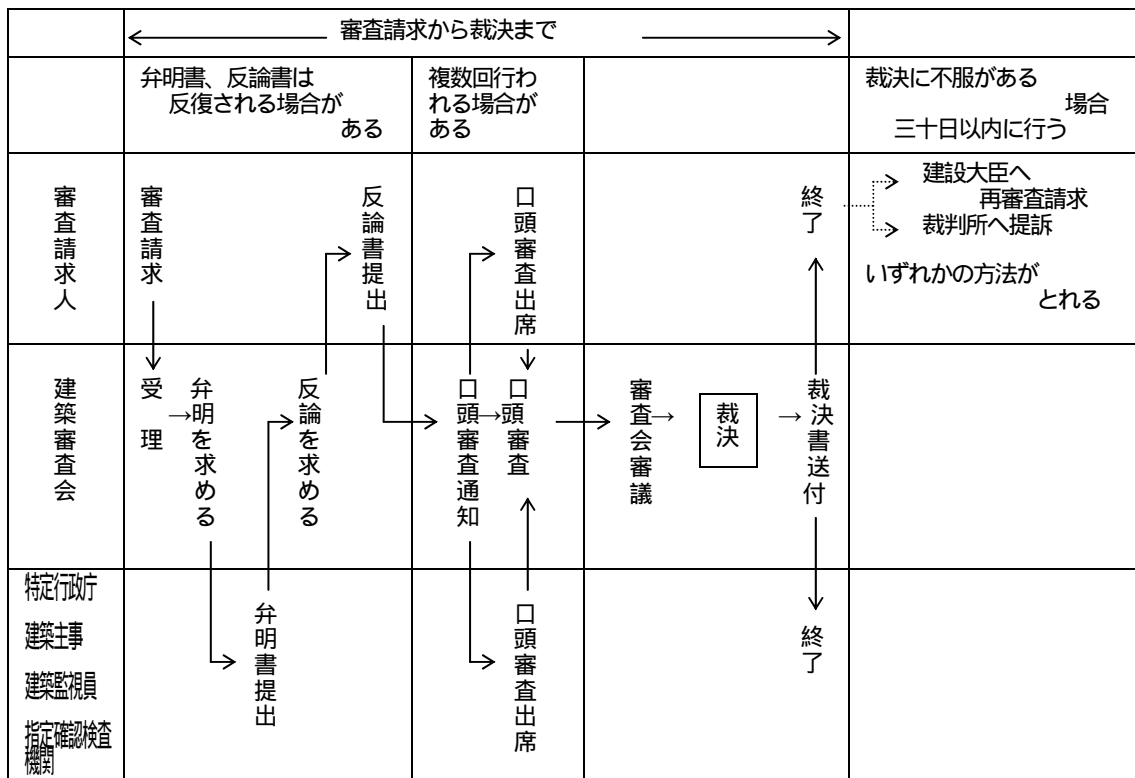 審査請求から裁決まで
弁明書、反論書は
反復される場合が
ある
複数回行わ
れる場合が
ある
裁決に不服がある
場合
三十日以内に行う
審査請求人
審査請求
反論書提出
口頭審査出席
終了
建設大臣へ
再審査請求
裁判所へ提訴
いずれかの方法が
とれる
建築審査会
受理
→
弁明を求める
反論を求める
口頭審査通知
→
口頭審査
審査会審議
→
裁決
→
裁決書送付
特定行政庁
建築主事
建築監視員
指定確認検査
機関
弁明書提出
口頭審査出席
終了